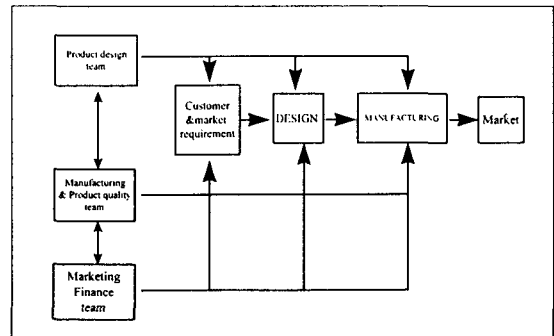 Product design
team
Customer
&market
requirement
DESIGN
MANUFACTURING
Market
Manufacturing
& Product quality
team
Marketing
Finance
team